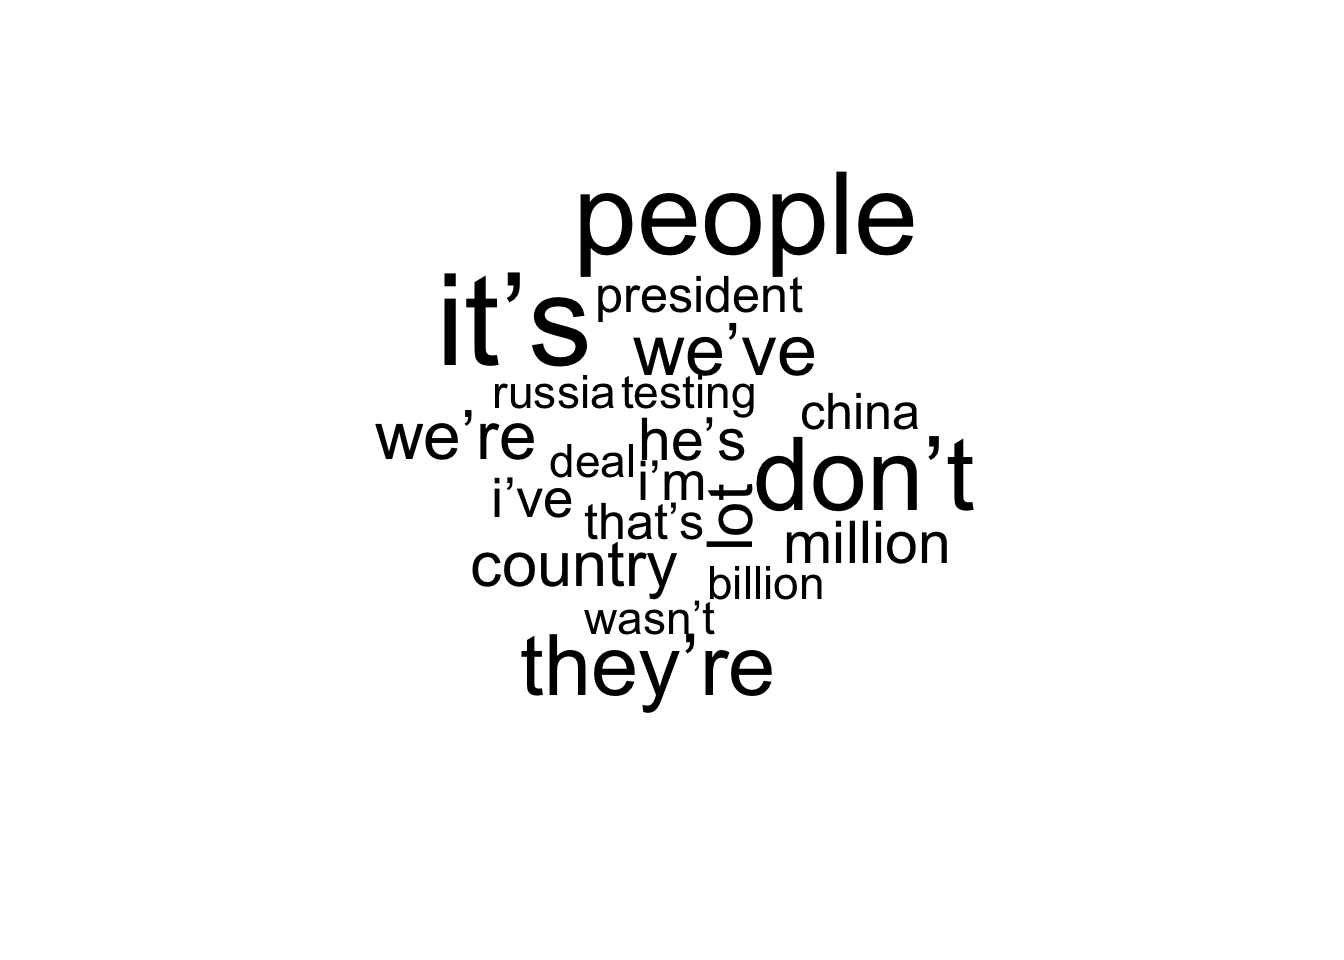 people
it’s president
we’ve
russia testing
china
we’re he’s
deal don’t
i’m
i’ve lot
that’s
million
country
billion
wasn’t
they’re